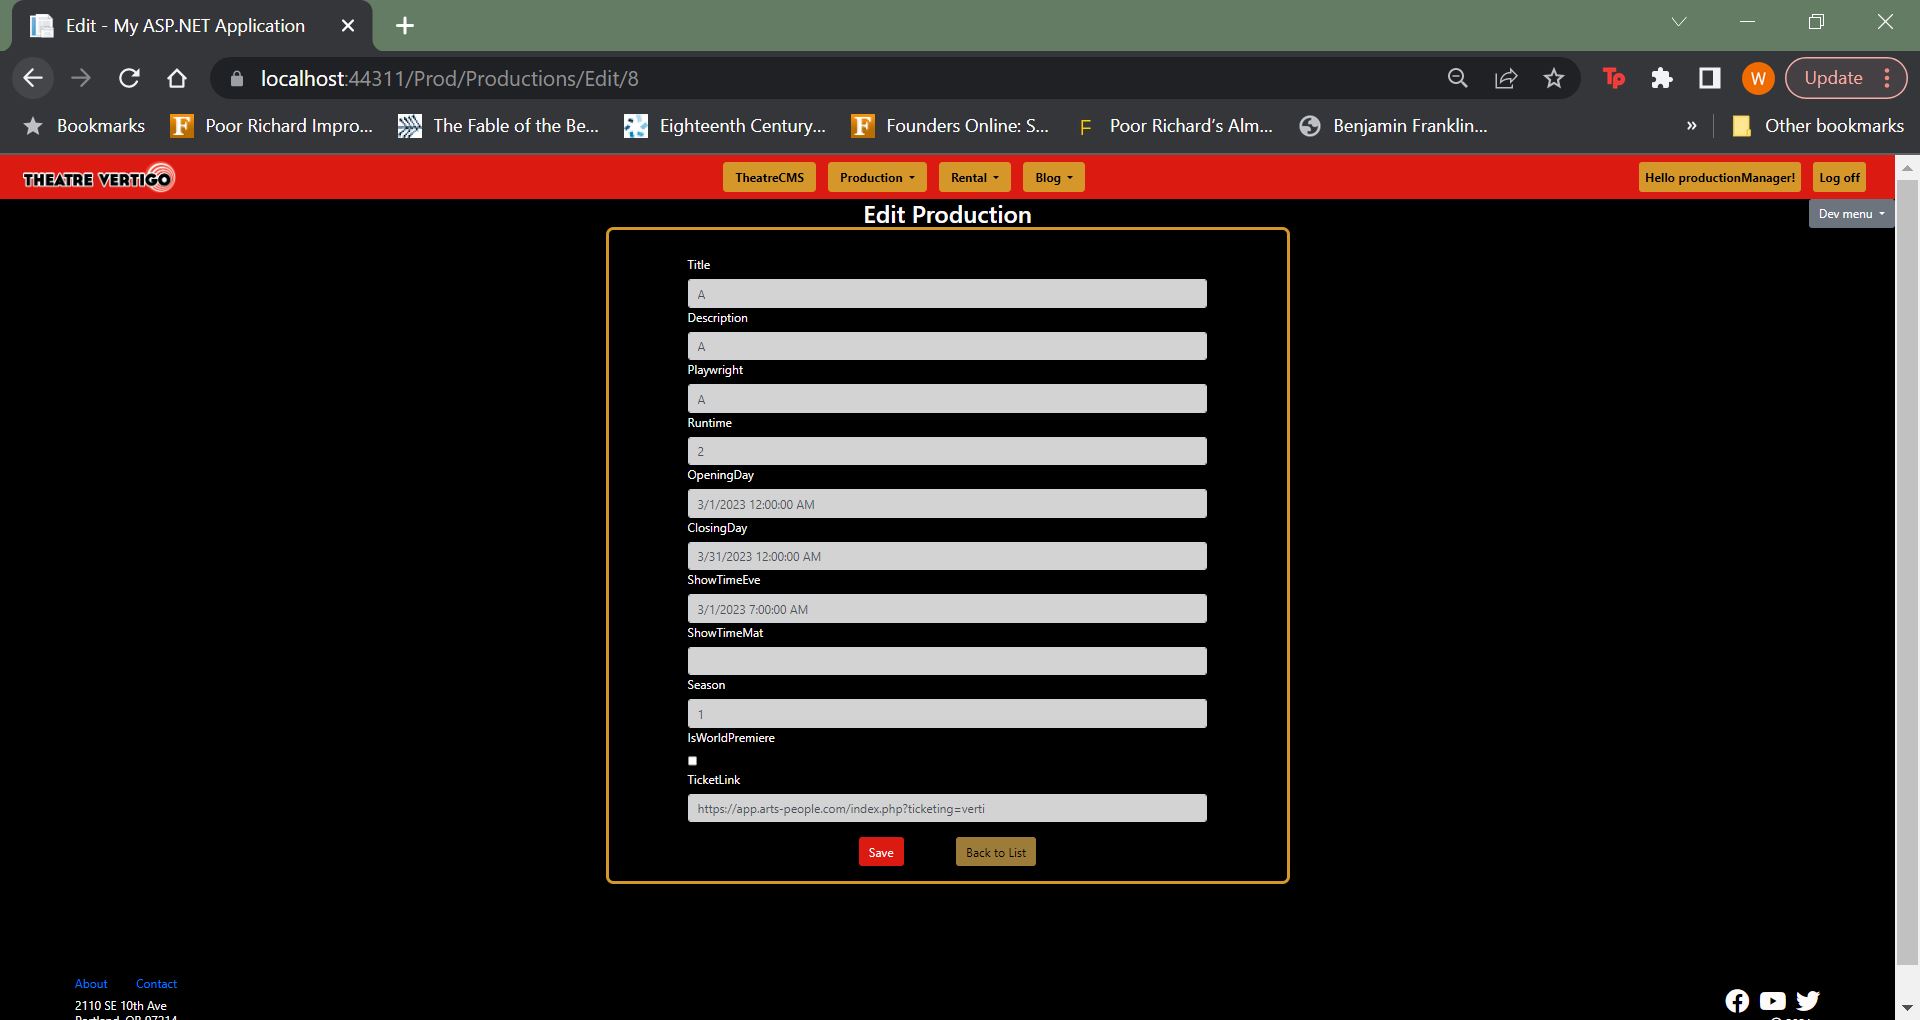 Edit - My ASP.NET Application
localhost:44311/Prod/Productions/Edit/8
Tp
W
Update
Bookmarks
F Poor Richard Impro...
The Fable of the Be...
Eighteenth Century...
F Founders Online: S...
F Poor Richard's Alm...
Benjamin Franklin...
»
Other bookmarks
THEATRE VERTIGO
TheatreCMS
Production
Rental
Blog
Hello productionManager!
Log off
Dev menu
Edit Production
Title
A
Description
A
Playwright
A
Runtime
2
OpeningDay
3/1/2023 12:00:00 AM
ClosingDay
3/31/2023 12:00:00 AM
ShowTimeEve
3/1/2023 7:00:00 AM
ShowTimeMat
Season
1
IsWorldPremiere
TicketLink
https://app.arts-people.com/index.php?ticketing=verti
Save
Back to List
About
Contact
2110 SE 10th Ave